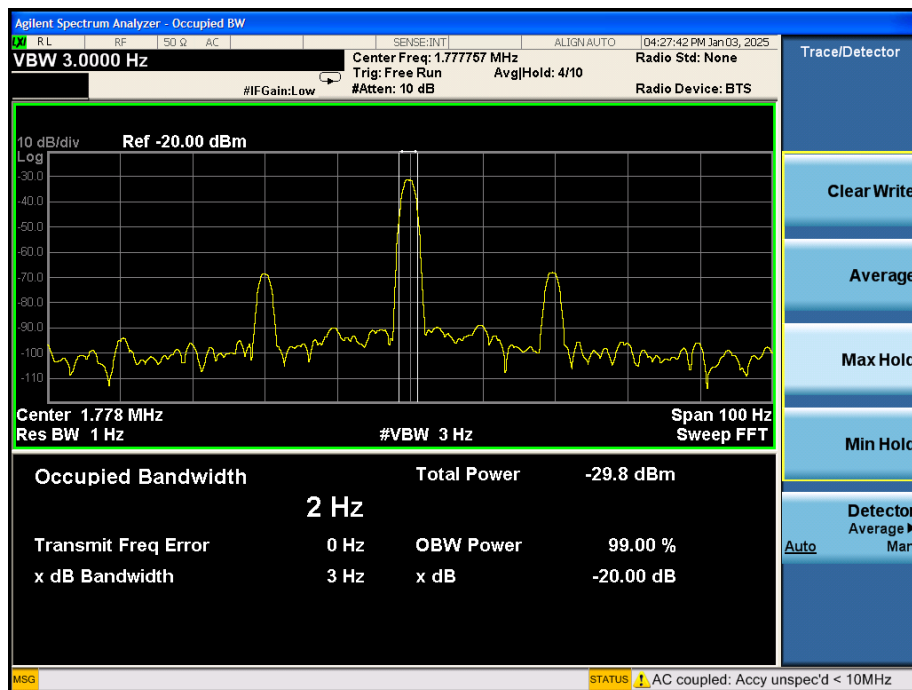 Agilent Spectrum Analyzer - Occupied BW
LXI RL RF 50 Ω AC SENSE:INT ALIGNAUTO 04:27:42 PM Jan 03, 2025
VBW 3.0000 Hz
Center Freq: 1.777757 MHz
Radio Std: None
Trig: Free Run Avg|Hold: 4/10
#IFGain:Low #Atten: 10 dB Radio Device: BTS
10 dB/div Ref -20.00 dBm
Log
-30.0
-40.0
-50.0
-60.0
-70.0
-80.0
-90.0
-100
-110
Center 1.778 MHz Span 100 Hz
Res BW 1 Hz #VBW 3 Hz Sweep FFT
Occupied Bandwidth Total Power -29.8 dBm
2 Hz
Transmit Freq Error 0 Hz OBW Power 99.00 %
x dB Bandwidth 3 Hz x dB -20.00 dB
Trace/Detector
Clear Write
Average
Max Hold
Min Hold
Detector
Average
Auto Man
MSG STATUS AC coupled: Accy unspec'd < 10MHz